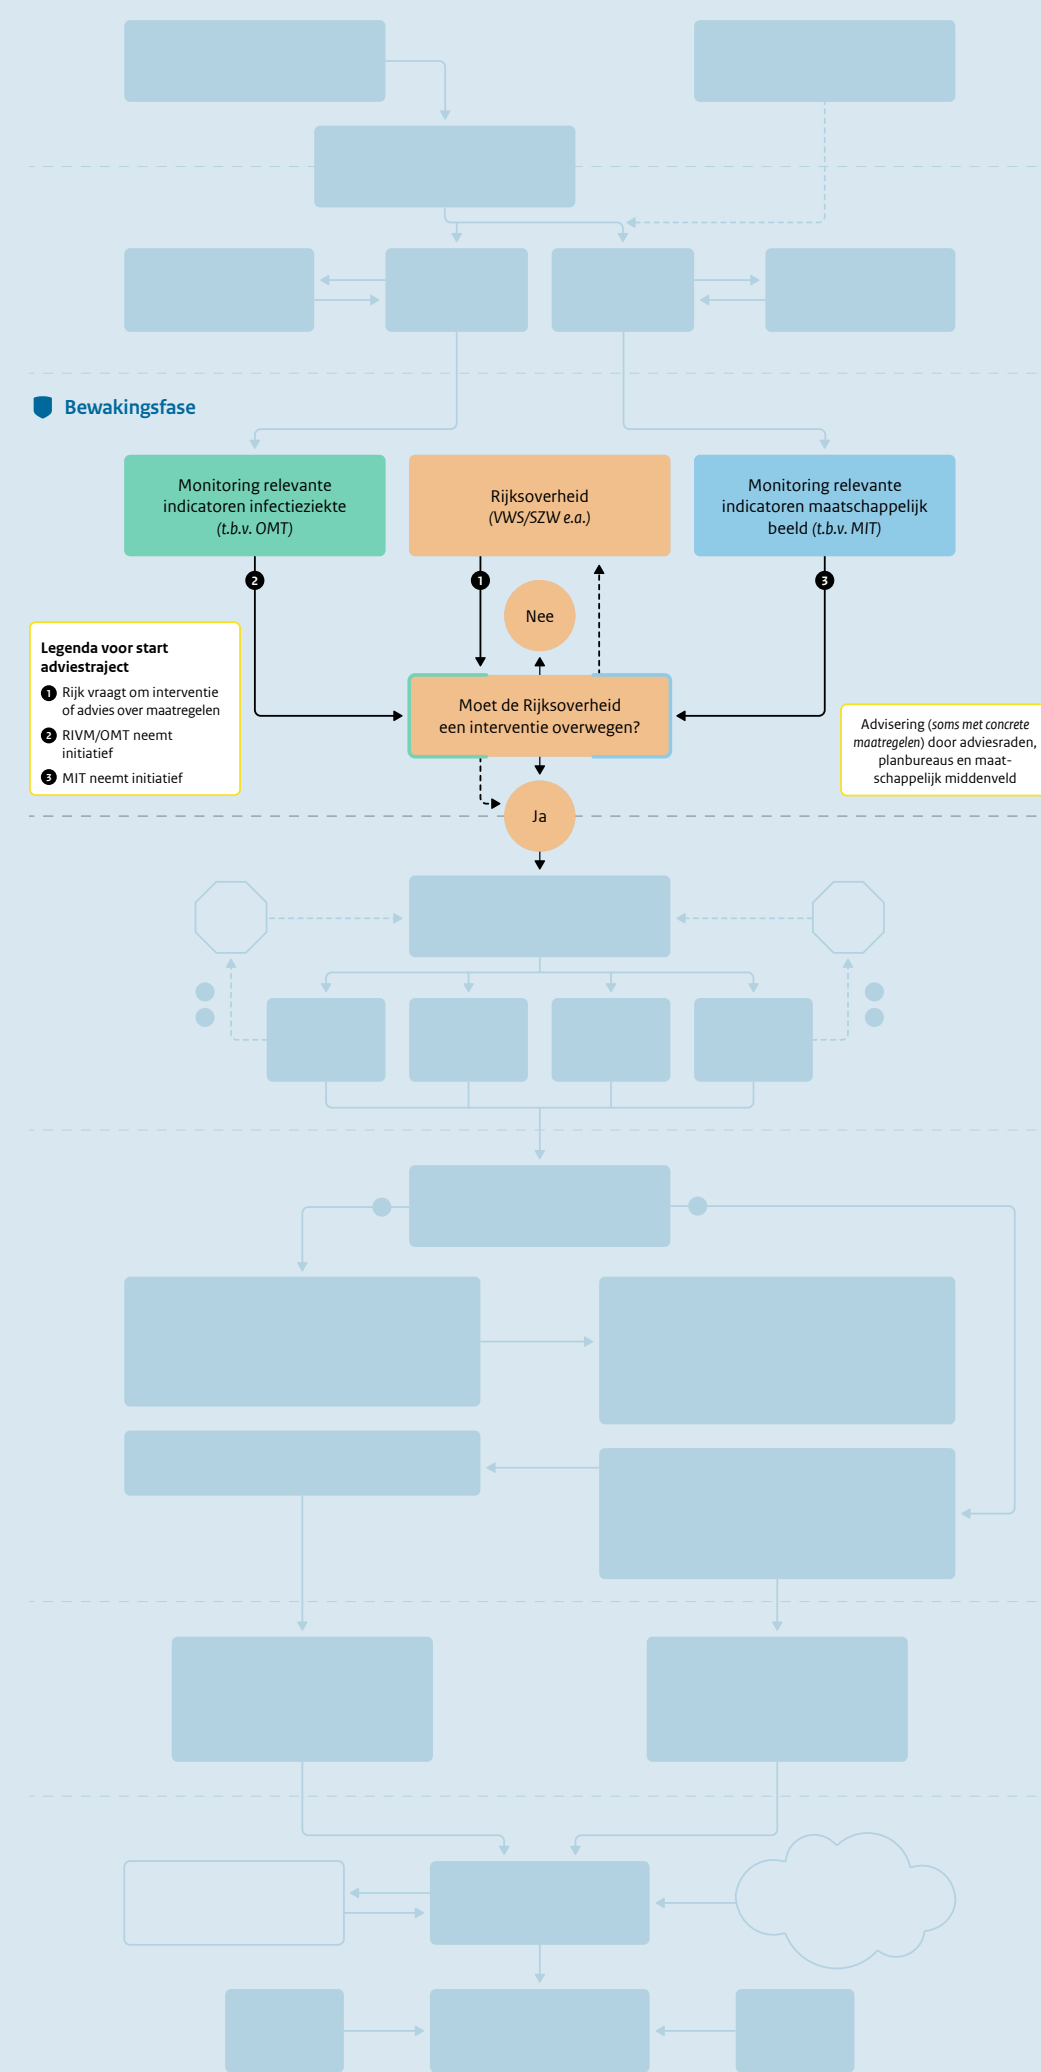 Bewakingsfase
Monitoring relevante
indicatoren infectieziekte
(t.b.v. OMT)
Rijksoverheid
(VWS/SZW e.a.)
Monitoring relevante
indicatoren maatschappelijk
beeld (t.b.v. MIT)
2
1
3
Nee
Legenda voor start
adviestraject
1 Rijk vraagt om interventie
of advies over maatregelen
2 RIVM/OMT neemt
initiatief
3 MIT neemt initiatief
Moet de Rijksoverheid
een interventie overwegen?
Advisering (soms met concrete
maatregelen) door adviesraden,
planbureaus en maat-
schappelijk middenveld
Ja